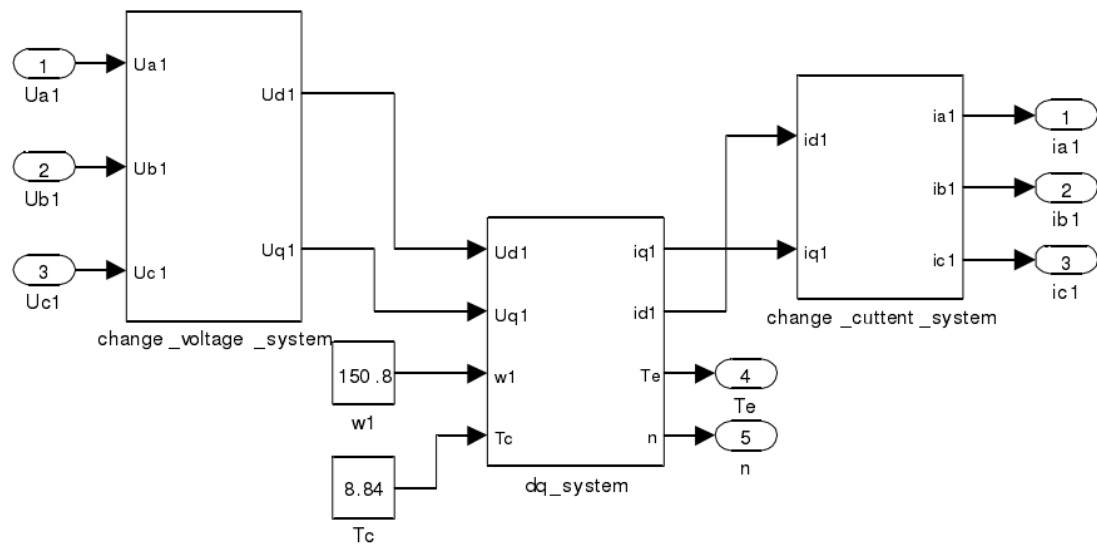 1
Ua1
2
Ub1
3
Uc1
Ua1
Ub1
Uc1
Ud1
Uq1
change _voltage _system
150.8
w1
8.84
Tc
Ud1
Uq1
w1
Tc
iq1
id1
Te
n
dq_system
4
Te
5
n
id1
iq1
ia1
ib1
ic1
change _cuttent _system
1
ia1
2
ib1
3
ic1